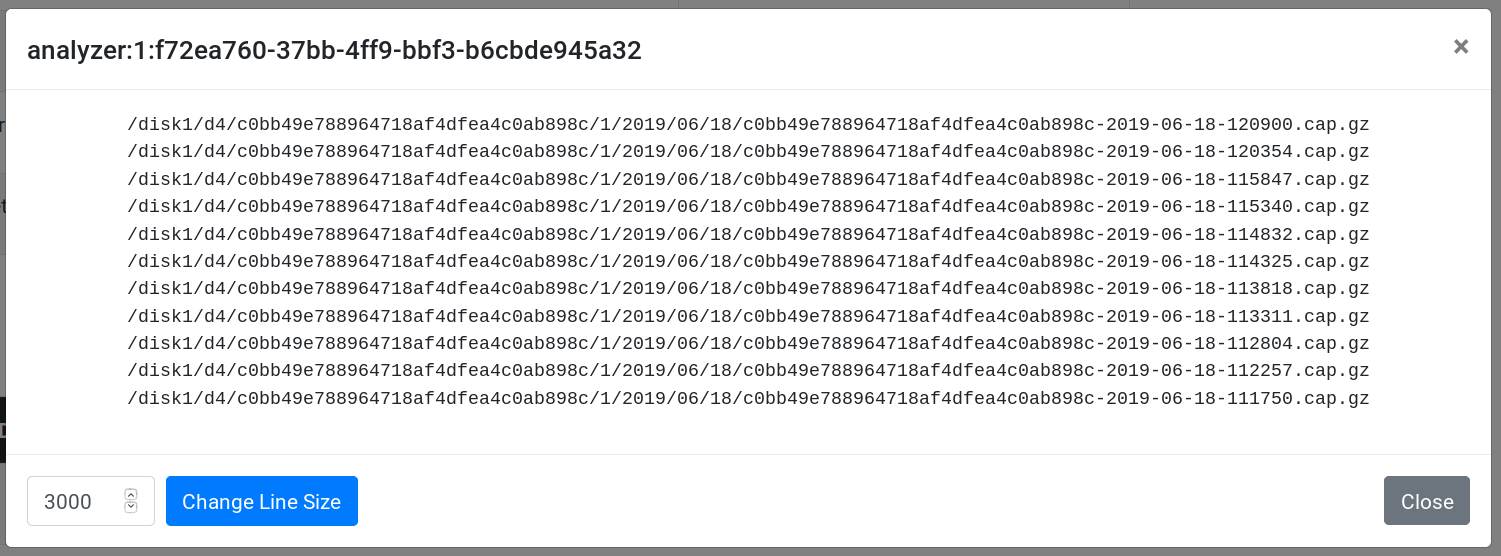 analyzer:1:f72ea760-37bb-4ff9-bbf3-b6cbde945a32
×
/disk1/d4/c0bb49e788964718af4dfea4c0ab898c/1/2019/06/18/c0bb49e788964718af4dfea4c0ab898c-2019-06-18-120900.cap.gz
/disk1/d4/c0bb49e788964718af4dfea4c0ab898c/1/2019/06/18/c0bb49e788964718af4dfea4c0ab898c-2019-06-18-120354.cap.gz
/disk1/d4/c0bb49e788964718af4dfea4c0ab898c/1/2019/06/18/c0bb49e788964718af4dfea4c0ab898c-2019-06-18-115847.cap.gz
/disk1/d4/c0bb49e788964718af4dfea4c0ab898c/1/2019/06/18/c0bb49e788964718af4dfea4c0ab898c-2019-06-18-115340.cap.gz
/disk1/d4/c0bb49e788964718af4dfea4c0ab898c/1/2019/06/18/c0bb49e788964718af4dfea4c0ab898c-2019-06-18-114832.cap.gz
/disk1/d4/c0bb49e788964718af4dfea4c0ab898c/1/2019/06/18/c0bb49e788964718af4dfea4c0ab898c-2019-06-18-114325.cap.gz
/disk1/d4/c0bb49e788964718af4dfea4c0ab898c/1/2019/06/18/c0bb49e788964718af4dfea4c0ab898c-2019-06-18-113818.cap.gz
/disk1/d4/c0bb49e788964718af4dfea4c0ab898c/1/2019/06/18/c0bb49e788964718af4dfea4c0ab898c-2019-06-18-113311.cap.gz
/disk1/d4/c0bb49e788964718af4dfea4c0ab898c/1/2019/06/18/c0bb49e788964718af4dfea4c0ab898c-2019-06-18-112804.cap.gz
/disk1/d4/c0bb49e788964718af4dfea4c0ab898c/1/2019/06/18/c0bb49e788964718af4dfea4c0ab898c-2019-06-18-112257.cap.gz
/disk1/d4/c0bb49e788964718af4dfea4c0ab898c/1/2019/06/18/c0bb49e788964718af4dfea4c0ab898c-2019-06-18-111750.cap.gz
3000 Change Line Size Close